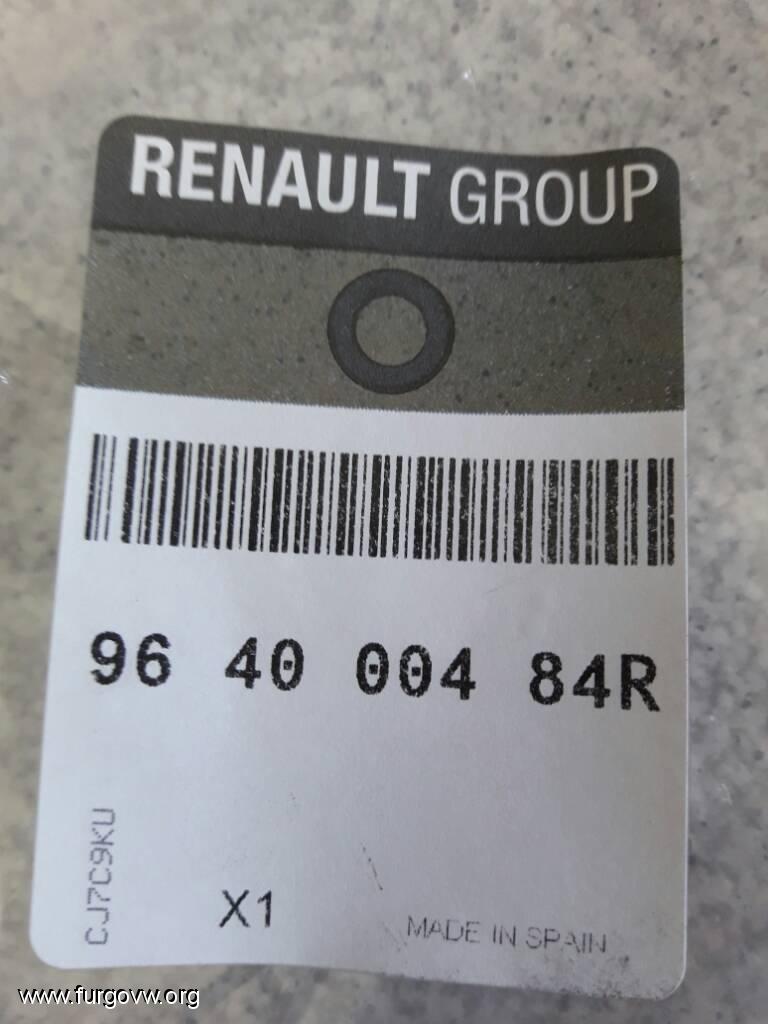 RENAULT GROUP
96 40 004 84R
CJ7C9KU
X1
MADE IN SPAIN
www.furgovw.org